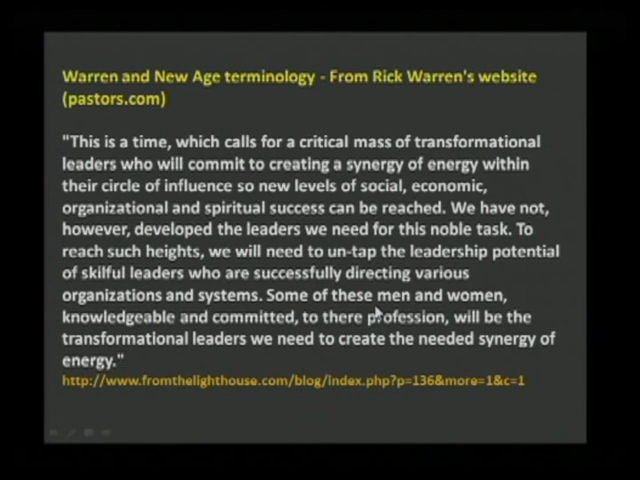 Warren and New Age terminology - From Rick Warren's website
(pastors.com)
"This is a time, which calls for a critical mass of transformational
leaders who will commit to creating a synergy of energy within
their circle of influence so new levels of social, economic,
organizational and spiritual success can be reached. We have not,
however, developed the leaders we need for this noble task. To
reach such heights, we will need to un-tap the leadership potential
of skilful leaders who are successfully directing various
organizations and systems. Some of these men and women,
knowledgeable and committed, to there profession, will be the
transformational leaders we need to create the needed synergy of
energy."
http://www.fromthelighthouse.com/blog/index.php?p=136&more=1&c=1